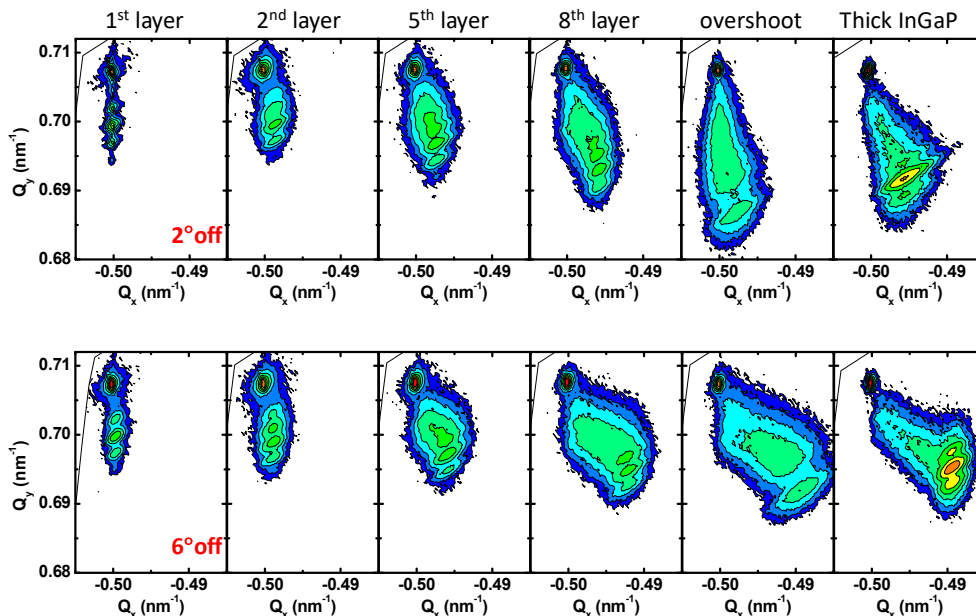 1st layer 2nd layer 5th layer 8th layer overshoot Thick InGaP
0.71
0.70
0.69
0.68
Qy (nm-1)
2°off
-0.50 -0.49 -0.50 -0.49 -0.50 -0.49 -0.50 -0.49 -0.50 -0.49 -0.50 -0.49
Qx (nm-1) Qx (nm-1) Qx (nm-1) Qx (nm-1) Qx (nm-1) Qx (nm-1)
0.71
0.70
0.69
0.68
Qy (nm-1)
6°off
-0.50 -0.49 -0.50 -0.49 -0.50 -0.49 -0.50 -0.49 -0.50 -0.49 -0.50 -0.49
Qx (nm-1) Qx (nm-1) Qx (nm-1) Qx (nm-1) Qx (nm-1) Qx (nm-1)